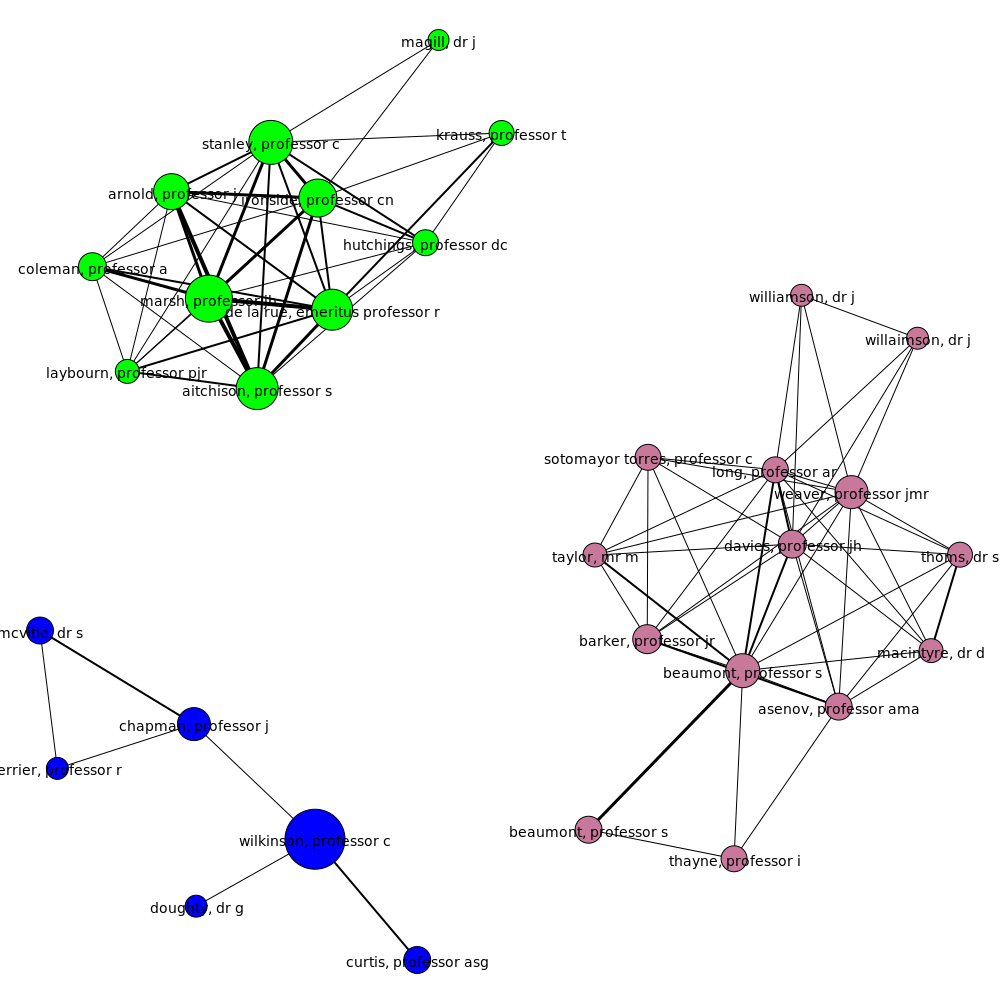 magill, dr j
krauss, professor t
stanley, professor c
arnold, professor j
ironside, professor cn
hutchings, professor dc
coleman, professor a
marsh, professor jh
de la rue, emeritus professor r
laybourn, professor pjr
aitchison, professor s
williamson, dr j
willaimson, dr j
sotomayor torres, professor c
long, professor ar
weaver, professor jmr
davies, professor jh
taylor, mr m
thoms, dr s
barker, professor jr
macintyre, dr d
beaumont, professor s
asenov, professor ama
mcvitie, dr s
chapman, professor j
errier, professor r
beaumont, professor s
wilkinson, professor c
thayne, professor i
doughty, dr g
curtis, professor asg